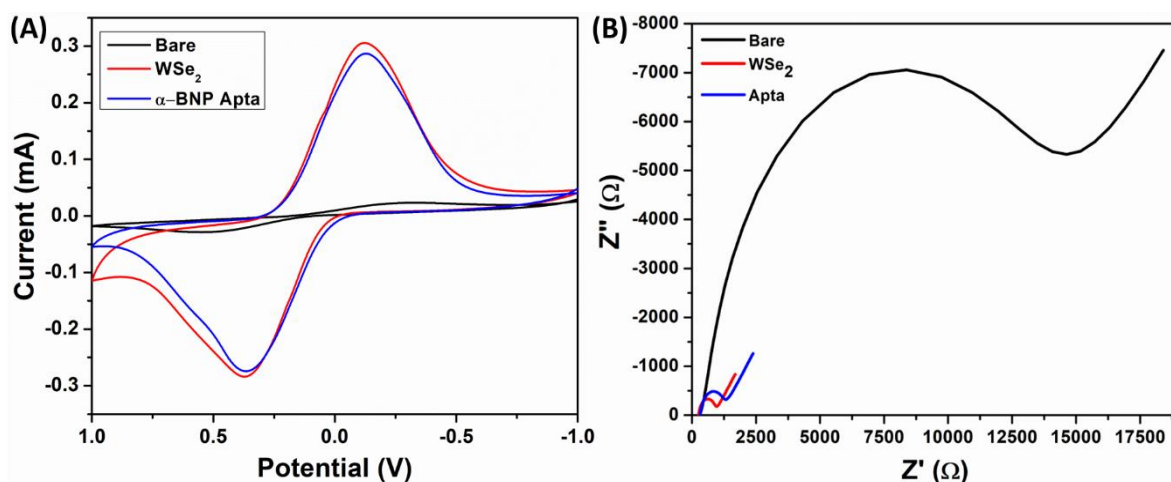 (A)
Bare
WSe₂
α–BNP Apta
0.3
0.2
0.1
0.0
-0.1
-0.2
-0.3
Current (mA)
1.0 0.5 0.0 -0.5 -1.0
Potential (V)
(B)
Bare
WSe₂
Apta
-8000
-7000
-6000
-5000
-4000
-3000
-2000
-1000
0
Z'' (Ω)
0 2500 5000 7500 10000 12500 15000 17500
Z' (Ω)